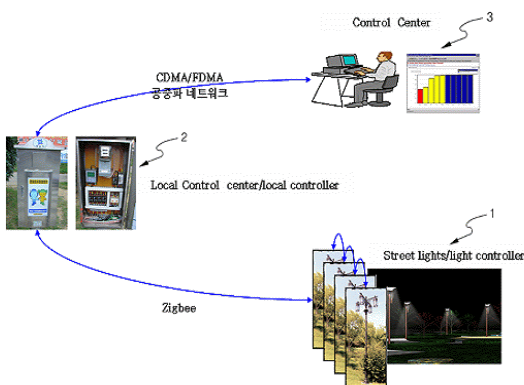 3
Control Center
CDMA/FDMA
공중파 네트워크
2
Local Control center/local controller
1
Street lights/light controller
Zigbee